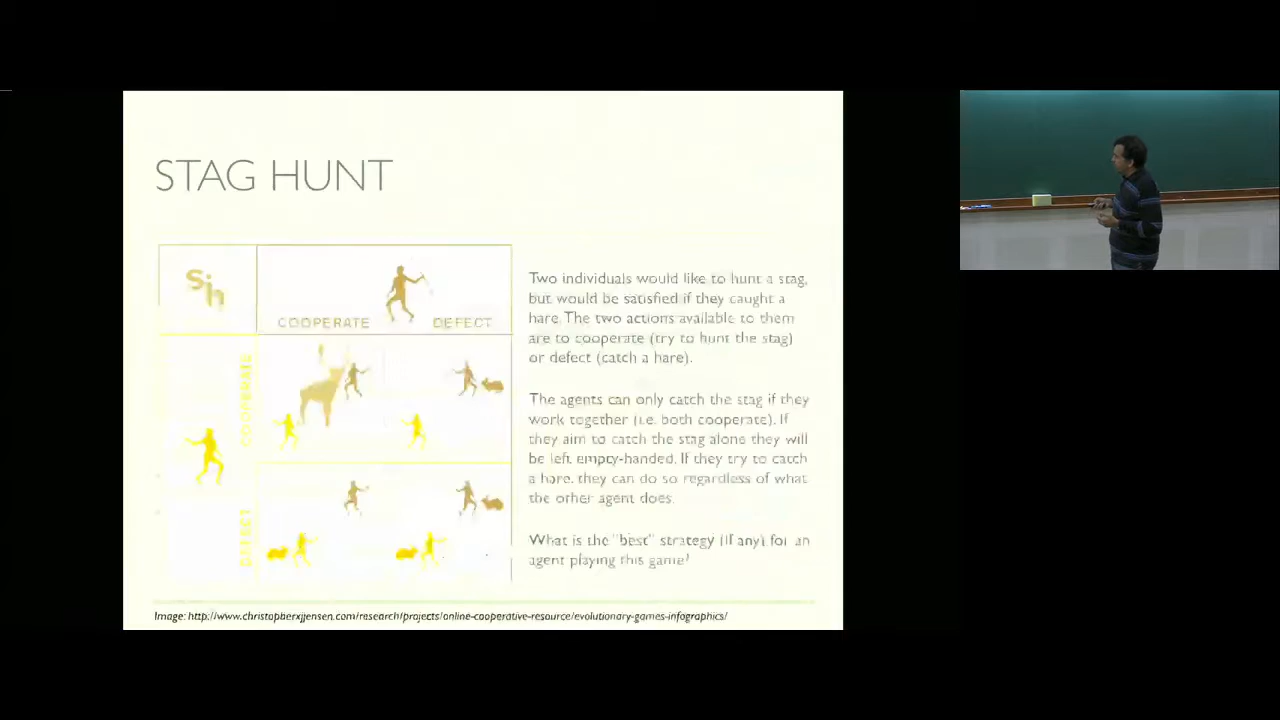 STAG HUNT
Sh
COOPERATE DEFECT
COOPERATE
DEFECT
Two individuals would like to hunt a stag,
but would be satisfied if they caught a
hare. The two actions available to them
are to cooperate (try to hunt the stag)
or defect (catch a hare).
The agents can only catch the stag if they
work together (i.e. both cooperate). If
they aim to catch the stag alone they will
be left empty-handed. If they try to catch
a hare, they can do so regardless of what
the other agent does.
What is the "best" strategy (if any) for an
agent playing this game?
Image: http://www.christopherxjjensen.com/research/projects/online-cooperative-resource/evolutionary-games-infographics/